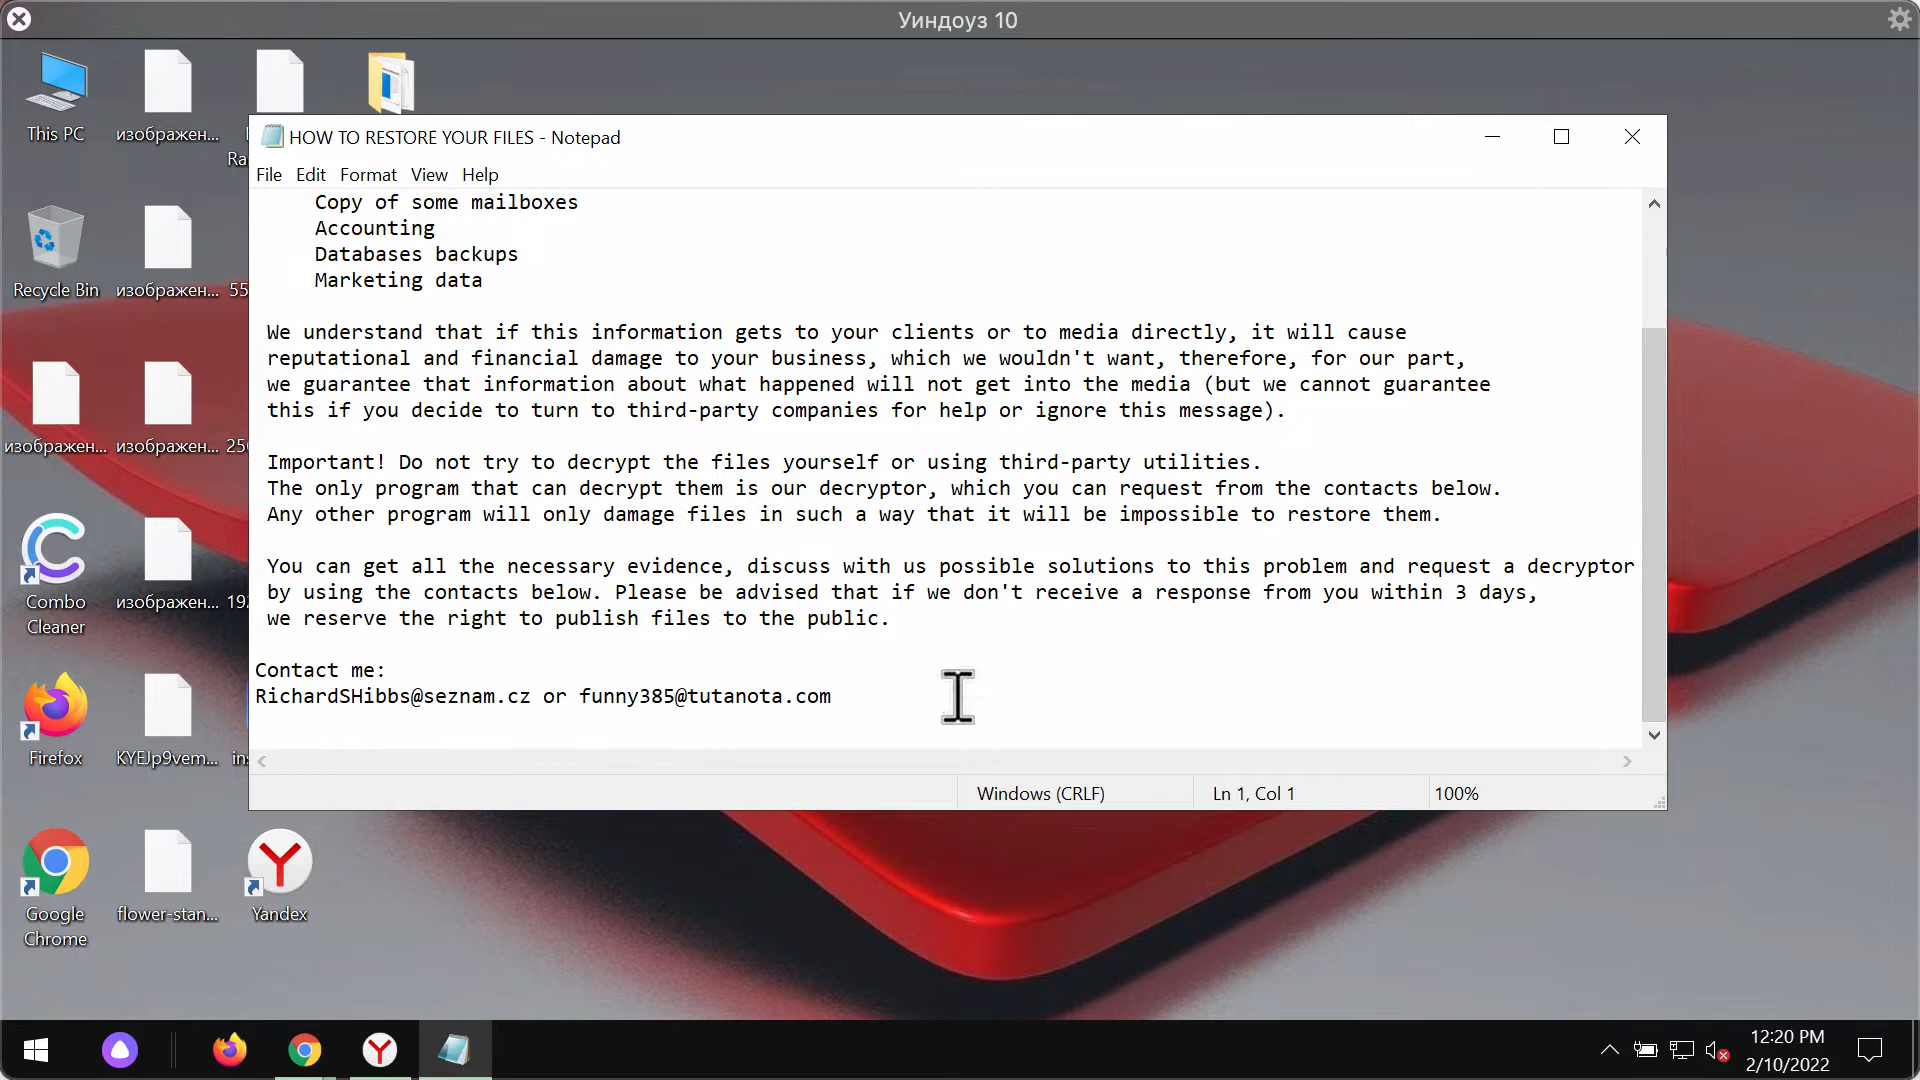 Уиндоуз 10
This PC
изображен...
Ra
HOW TO RESTORE YOUR FILES - Notepad
File Edit Format View Help
Copy of some mailboxes
Accounting
Databases backups
Marketing data
We understand that if this information gets to your clients or to media directly, it will cause
reputational and financial damage to your business, which we wouldn't want, therefore, for our part,
we guarantee that information about what happened will not get into the media (but we cannot guarantee
this if you decide to turn to third-party companies for help or ignore this message).
Important! Do not try to decrypt the files yourself or using third-party utilities.
The only program that can decrypt them is our decryptor, which you can request from the contacts below.
Any other program will only damage files in such a way that it will be impossible to restore them.
You can get all the necessary evidence, discuss with us possible solutions to this problem and request a decryptor
by using the contacts below. Please be advised that if we don't receive a response from you within 3 days,
we reserve the right to publish files to the public.
Contact me:
RichardSHibbs@seznam.cz or funny385@tutanota.com
Windows (CRLF)
Ln 1, Col 1
100%
Recycle Bin
изображен...
55
изображен...
изображен...
250
Combo
Cleaner
изображен...
192
Firefox
KYEJp9vem...
ins
Google
Chrome
flower-stan...
Yandex
12:20 PM
2/10/2022